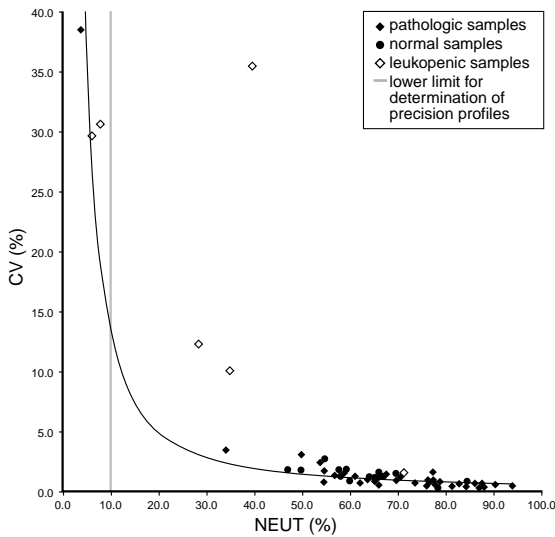 40.0
35.0
30.0
25.0
20.0
15.0
10.0
5.0
0.0
CV (%)
pathologic samples
normal samples
leukopenic samples
lower limit for
determination of
precision profiles
0.0 10.0 20.0 30.0 40.0 50.0 60.0 70.0 80.0 90.0 100.0
NEUT (%)